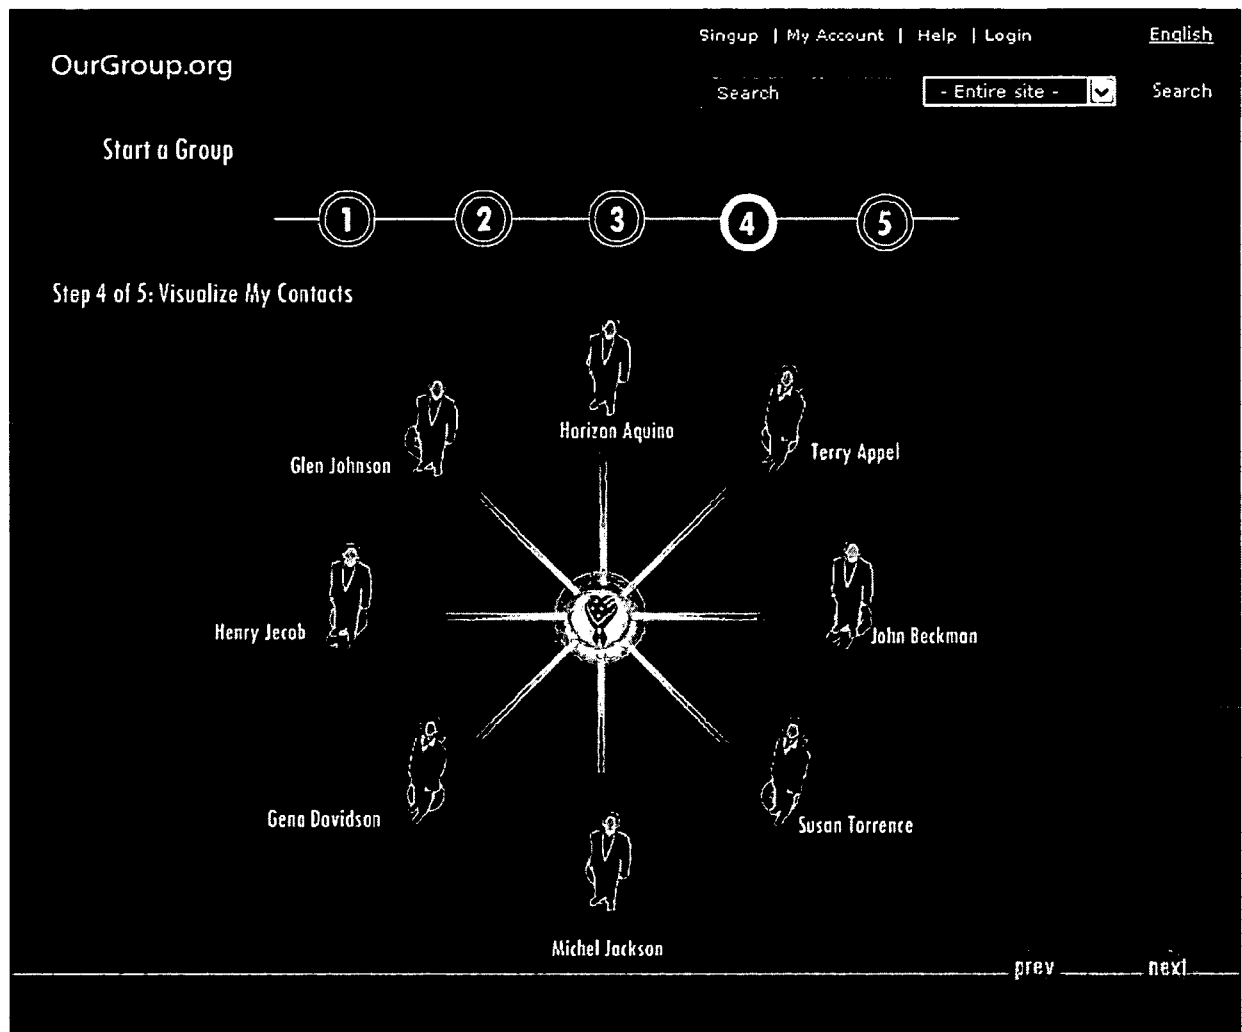 Singup | My Account | Help | Login English
OurGroup.org
Search - Entire site - Search
Start a Group
1 2 3 4 5
Step 4 of 5: Visualize My Contacts
Horizon Aquino
Terry Appel
Glen Johnson
Henry Jecob
John Beckman
Gena Davidson
Susan Torrence
Michel Jackson
prev next